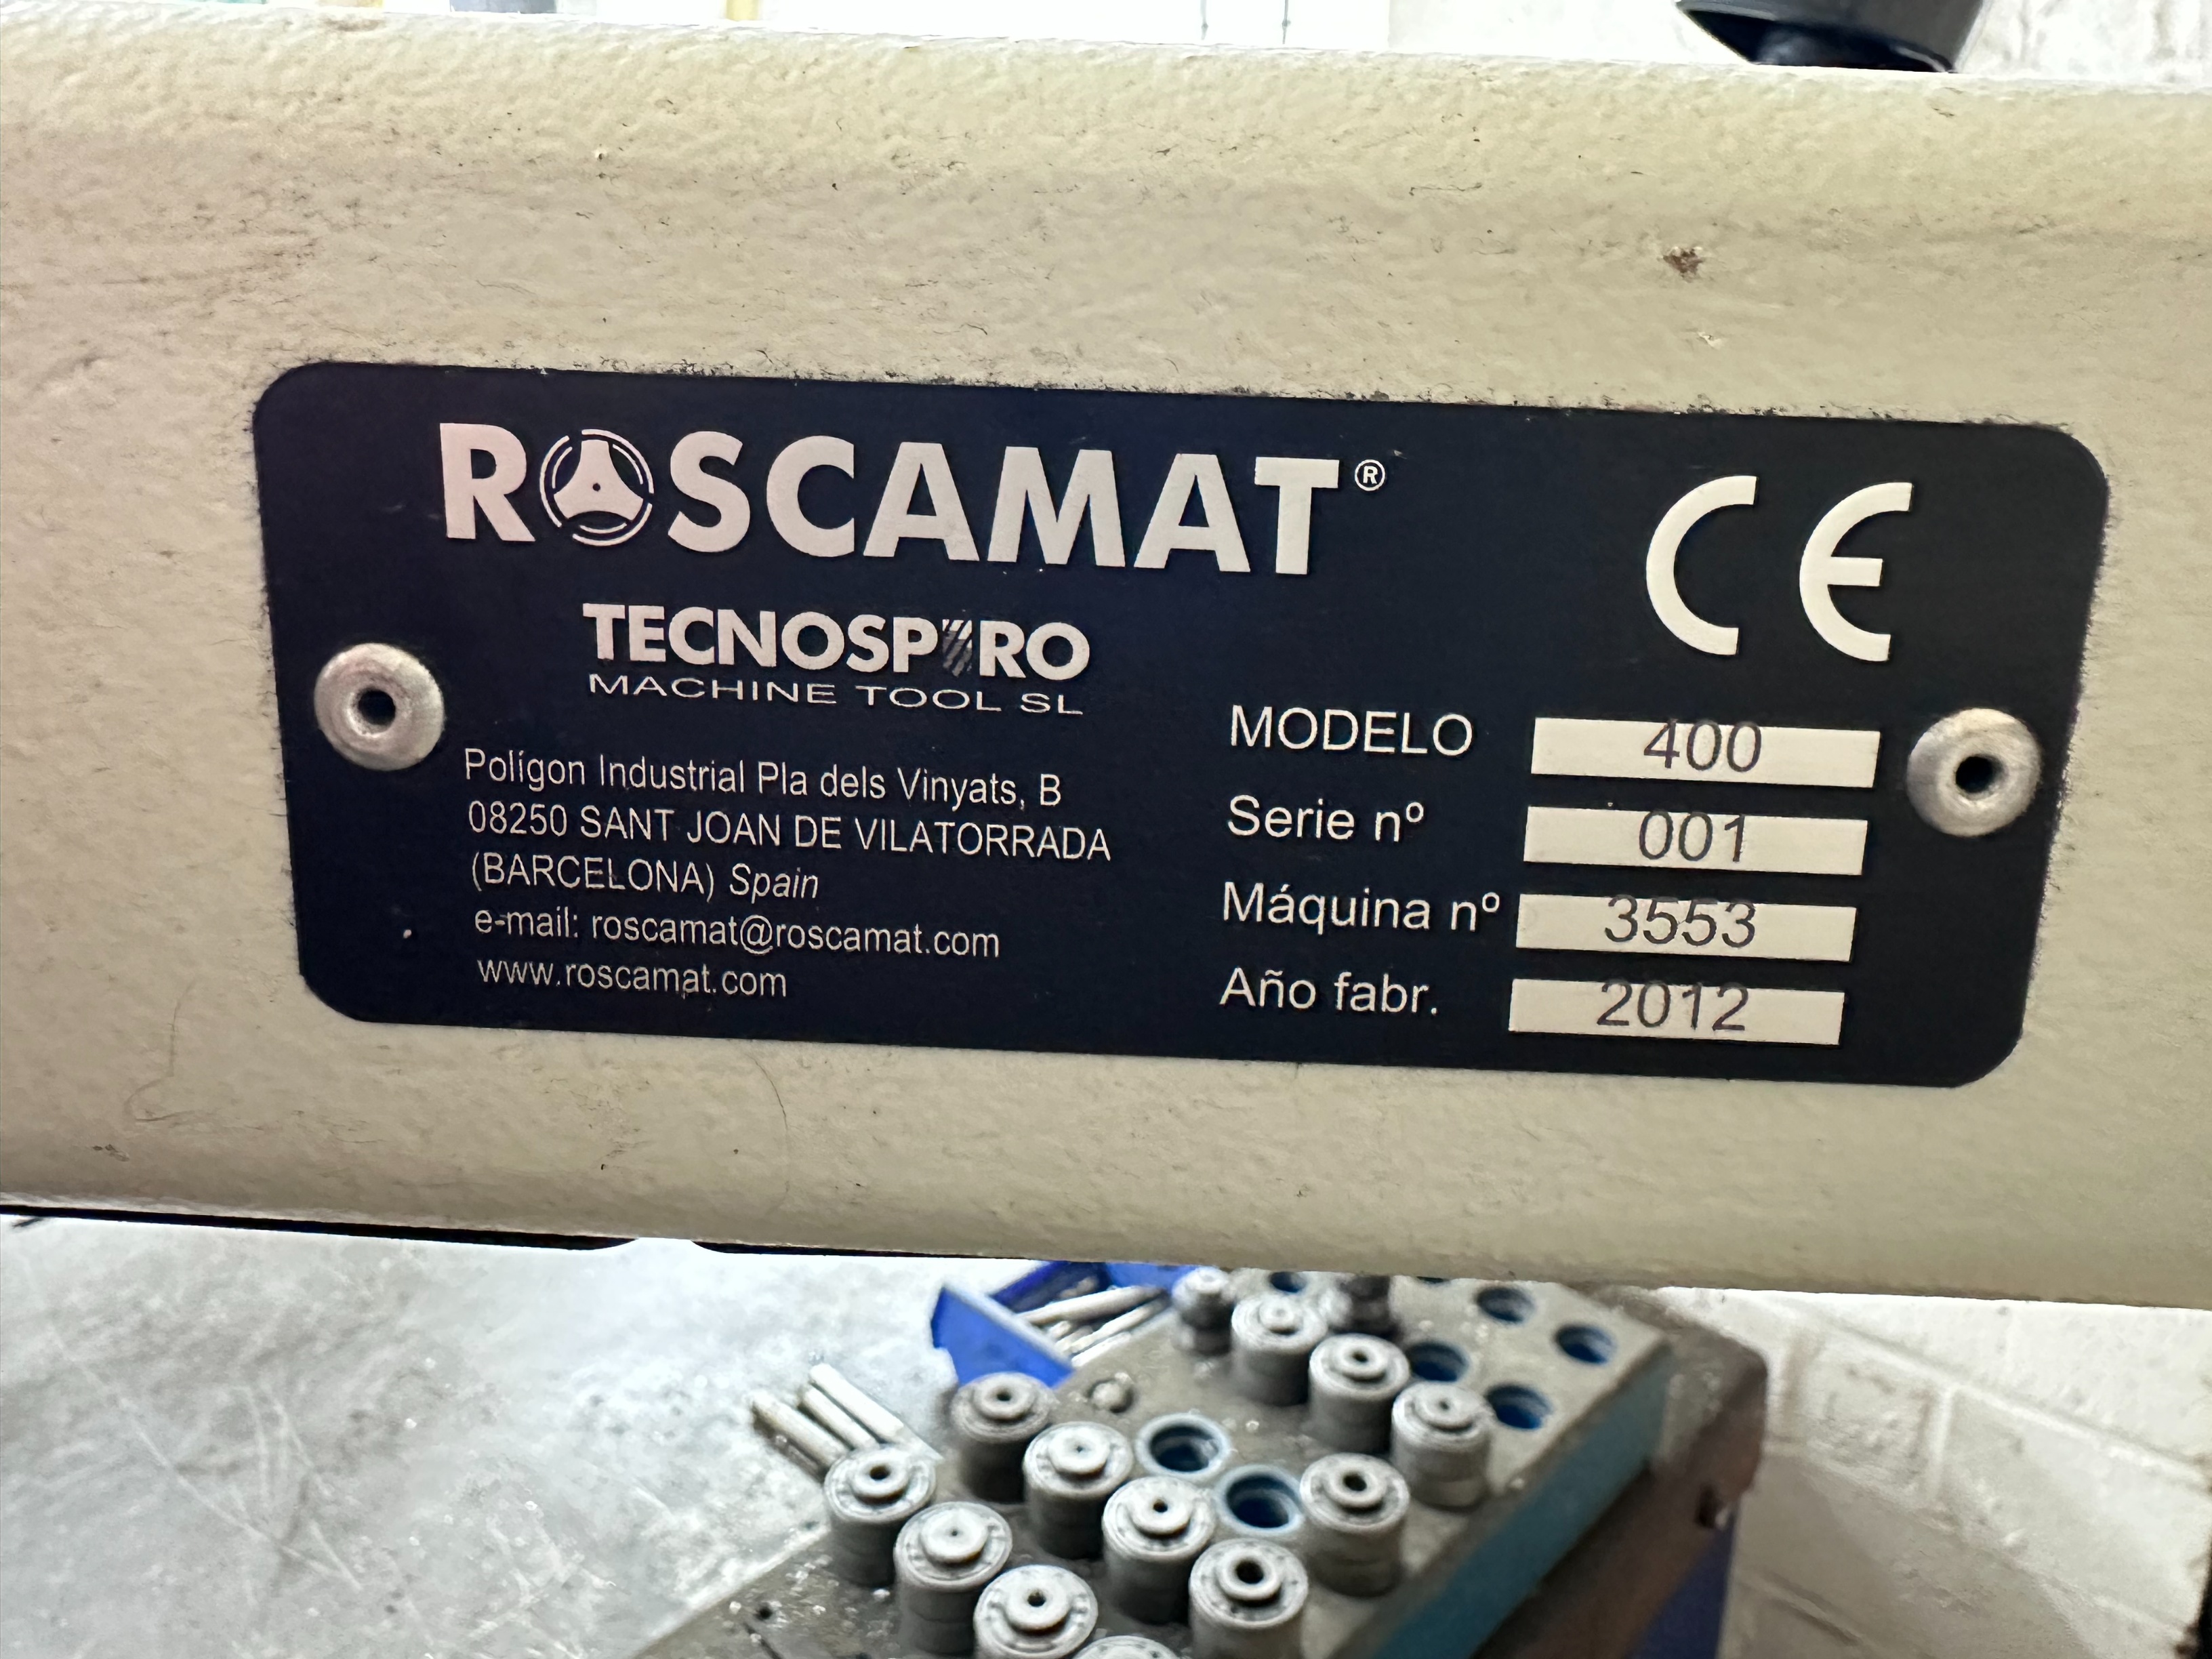 ROSCAMAT®
CE
TECNOSPIRO
MACHINE TOOL SL
Polígon Industrial Pla dels Vinyats, B
08250 SANT JOAN DE VILATORRADA
(BARCELONA) Spain
e-mail: roscamat@roscamat.com
www.roscamat.com
MODELO 400
Serie nº 001
Máquina nº 3553
Año fabr. 2012